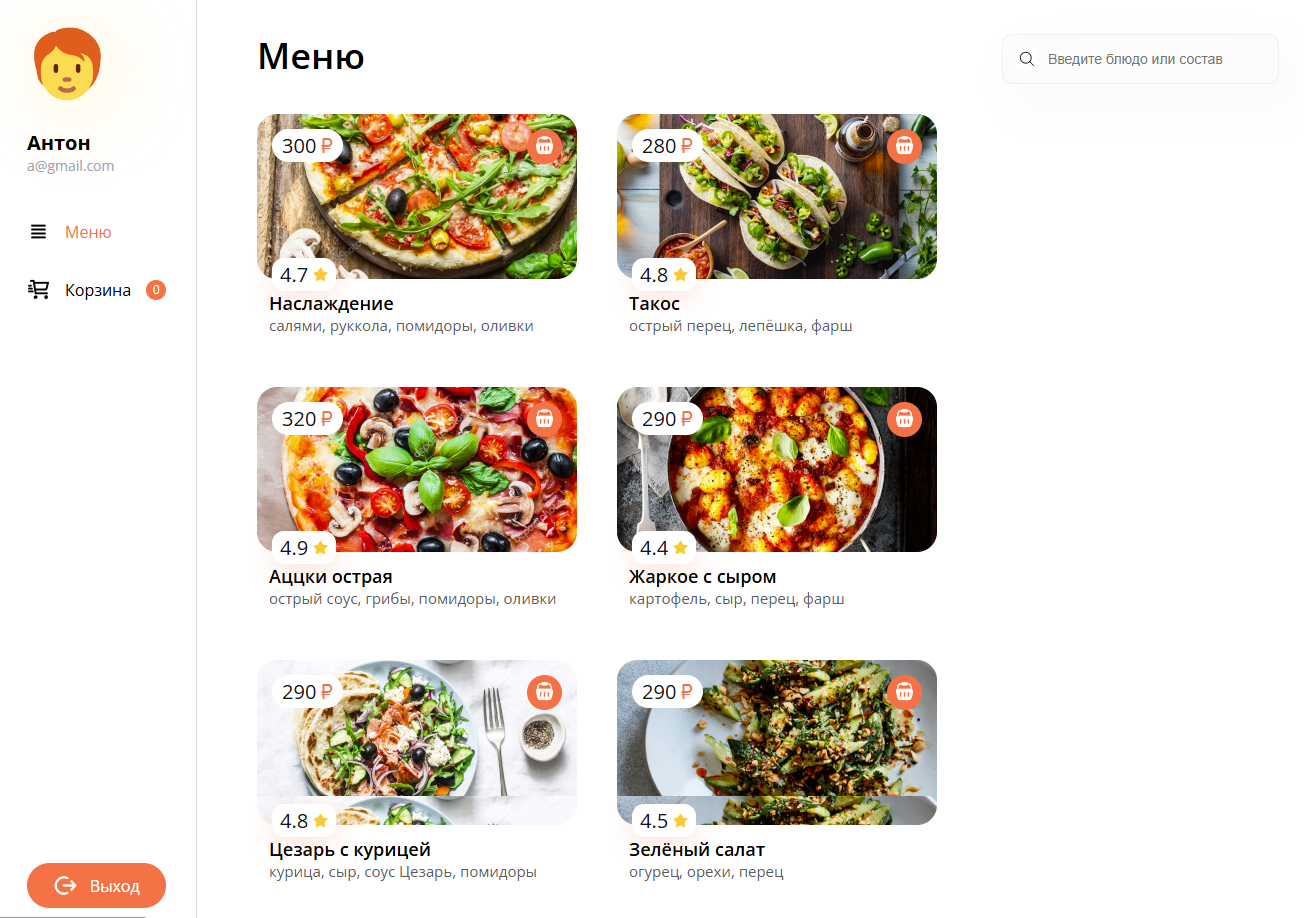 Меню
Введите блюдо или состав
Антон
a@gmail.com
Меню
Корзина 0
Выход
300 ₽
4.7
Наслаждение
салями, руккола, помидоры, оливки
280 ₽
4.8
Такос
острый перец, лепёшка, фарш
320 ₽
4.9
Аццки острая
острый соус, грибы, помидоры, оливки
290 ₽
4.4
Жаркое с сыром
картофель, сыр, перец, фарш
290 ₽
4.8
Цезарь с курицей
курица, сыр, соус Цезарь, помидоры
290 ₽
4.5
Зелёный салат
огурец, орехи, перец